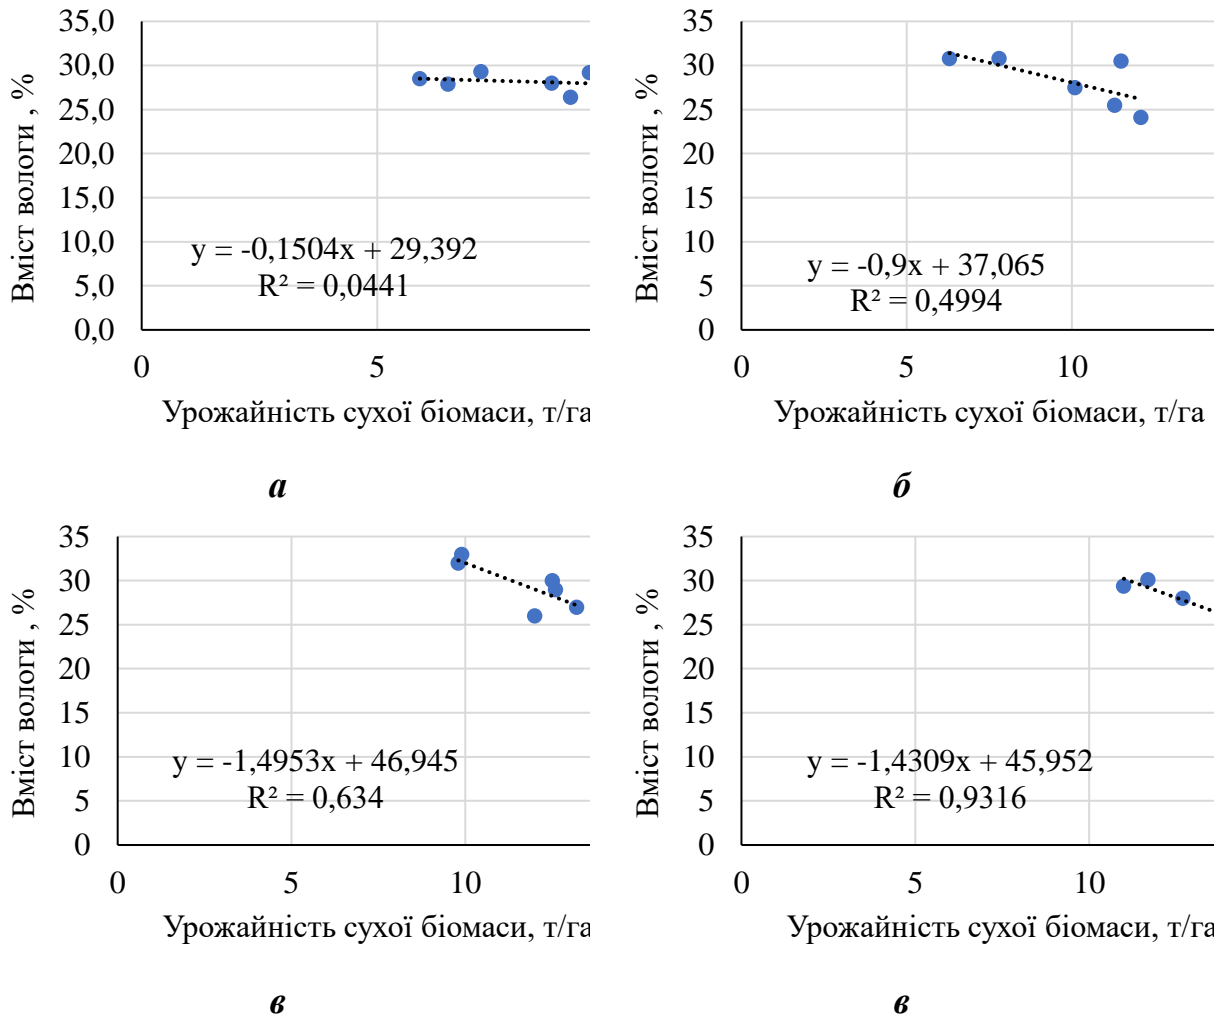 35,0
30,0
25,0
20,0
15,0
10,0
5,0
0,0
Вміст вологи , %
y = -0,1504x + 29,392
R² = 0,0441
0 5
Урожайність сухої біомаси, т/га
а
35
30
25
20
15
10
5
0
Вміст вологи , %
y = -0,9x + 37,065
R² = 0,4994
0 5 10
Урожайність сухої біомаси, т/га
б
35
30
25
20
15
10
5
0
Вміст вологи , %
y = -1,4953x + 46,945
R² = 0,634
0 5 10
Урожайність сухої біомаси, т/га
в
35
30
25
20
15
10
5
0
Вміст вологи , %
y = -1,4309x + 45,952
R² = 0,9316
0 5 10
Урожайність сухої біомаси, т/га
в